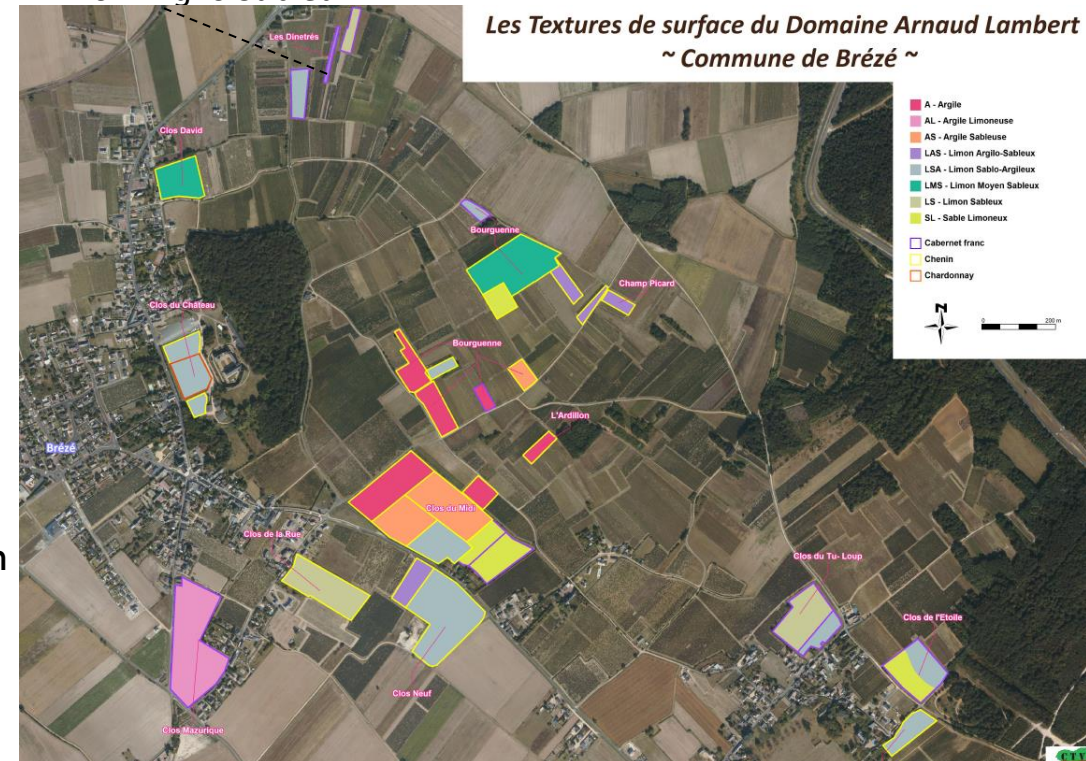 Les Textures de surface du Domaine Arnaud Lambert
~ Commune de Brézé ~
Les Dinetrés
A - Argile
AL - Argile Limoneuse
AS - Argile Sableuse
LAS - Limon Argilo-Sableux
LSA - Limon Sablo-Argileux
LMS - Limon Moyen Sableux
LS - Limon Sableux
SL - Sable Limoneux
Cabernet franc
Chenin
Chardonnay
N
0 200 m
Clos David
Bourguenne
Champ Picard
Clos du Château
Bourguenne
L'Ardillon
Brézé
Clos du Midi
Clos de la Rue
Clos du Tu- Loup
Clos de l'Etoile
Clos Neuf
Clos Mazurique